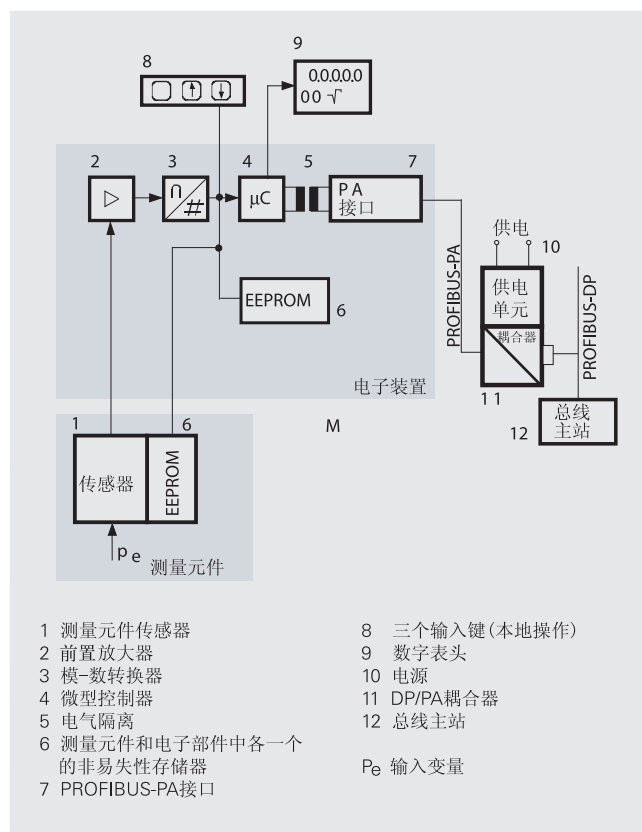 8
9
0.0.0.0.0
00 √
2
3
4
5
7
∩
#
μC
PA
接口
供电
10
供电
单元
PROFIBUS-PA
PROFIBUS-DP
耦合器
EEPROM
6
电子装置
11
总线
主站
12
M
1
6
传感器
EEPROM
p e
测量元件
1 测量元件传感器
2 前置放大器
3 模-数转换器
4 微型控制器
5 电气隔离
6 测量元件和电子部件中各一个
的非易失性存储器
7 PROFIBUS-PA接口
8 三个输入键(本地操作)
9 数字表头
10 电源
11 DP/PA耦合器
12 总线主站
Pe 输入变量